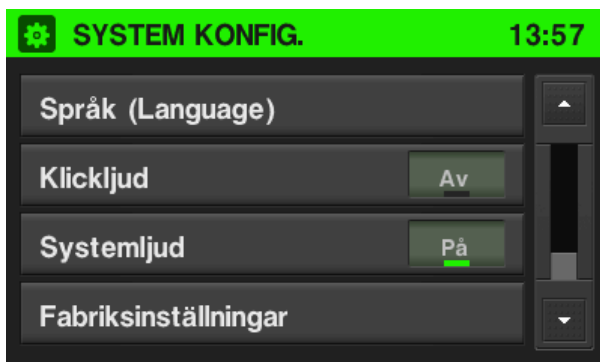 SYSTEM KONFIG. 13:57
Språk (Language)
Klickljud Av
Systemljud På
Fabriksinställningar